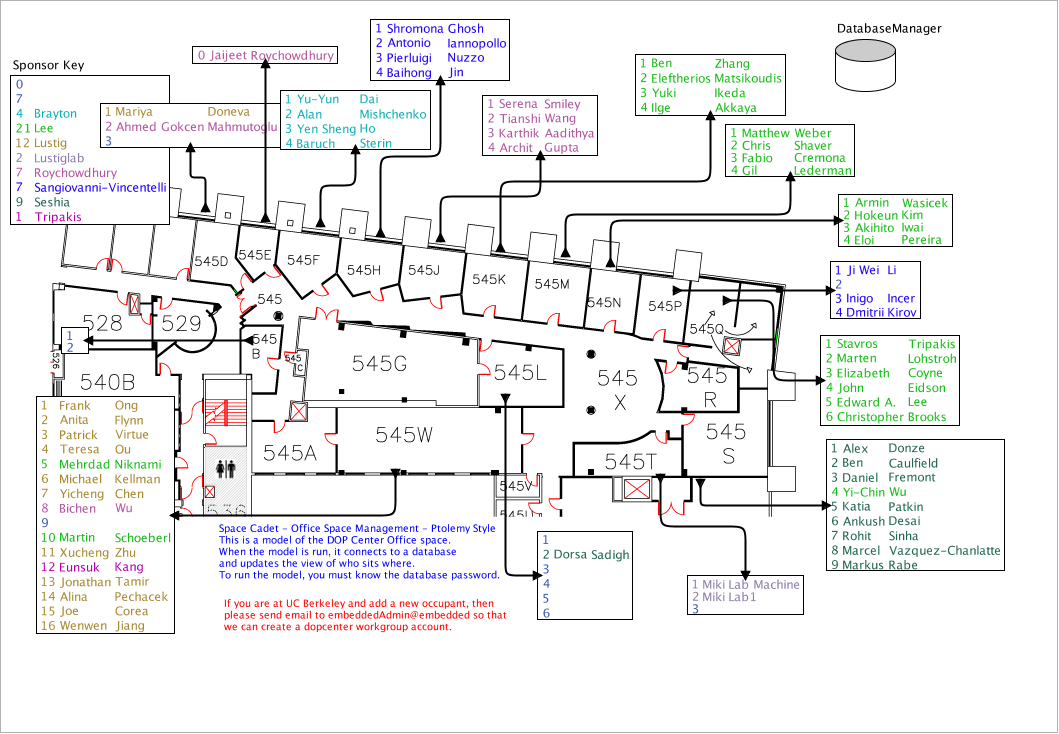 DatabaseManager
Sponsor Key
0
7
4 Brayton
21 Lee
12 Lustig
2 Lustiglab
7 Roychowdhury
7 Sangiovanni-Vincentelli
9 Seshia
1 Tripakis
0 Jaijeet Roychowdhury
1 Shromona Ghosh
2 Antonio Iannopollo
3 Pierluigi Nuzzo
4 Baihong Jin
1 Mariya Doneva
2 Ahmed Gokcen Mahmutoglu
3
1 Yu-Yun Dai
2 Alan Mishchenko
3 Yen Sheng Ho
4 Baruch Sterin
1 Serena Smiley
2 Tianshi Wang
3 Karthik Aadithya
4 Archit Gupta
1 Ben Zhang
2 Eleftherios Matsikoudis
3 Yuki Ikeda
4 Ilge Akkaya
1 Matthew Weber
2 Chris Shaver
3 Fabio Cremona
4 Gil Lederman
1 Armin Wasicek
2 Hokeun Kim
3 Akihito Iwai
4 Eloi Pereira
1 Ji Wei Li
2
3 Inigo Incer
4 Dmitrii Kirov
1 Stavros Tripakis
2 Marten Lohstroh
3 Elizabeth Coyne
4 John Eidson
5 Edward A. Lee
6 Christopher Brooks
1 Alex Donze
2 Ben Caulfield
3 Daniel Fremont
4 Yi-Chin Wu
5 Katia Patkin
6 Ankush Desai
7 Rohit Sinha
8 Marcel Vazquez-Chanlatte
9 Markus Rabe
545D
545E
545F
545H
545J
545K
545M
545N
545P
545Q
545
528
529
545
B
545
C
545G
545L
545
X
545
R
1
2
526
540B
545A
545W
545T
545
S
545V
1 Frank Ong
2 Anita Flynn
3 Patrick Virtue
4 Teresa Ou
5 Mehrdad Niknami
6 Michael Kellman
7 Yicheng Chen
8 Bichen Wu
9
10 Martin Schoeberl
11 Xucheng Zhu
12 Eunsuk Kang
13 Jonathan Tamir
14 Alina Pechacek
15 Joe Corea
16 Wenwen Jiang
Space Cadet - Office Space Management - Ptolemy Style
This is a model of the DOP Center Office space.
When the model is run, it connects to a database
and updates the view of who sits where.
To run the model, you must know the database password.
If you are at UC Berkeley and add a new occupant, then
please send email to embeddedAdmin@embedded so that
we can create a dopcenter workgroup account.
1
2 Dorsa Sadigh
3
4
5
6
1 Miki Lab Machine
2 Miki Lab1
3